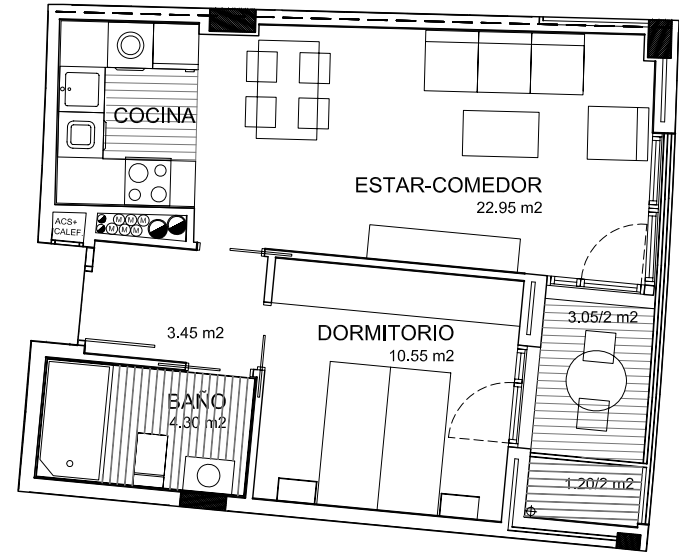 COCINA
ESTAR-COMEDOR
22.95 m2
ACS+
CALEF.
M M M
M M M
3.45 m2
DORMITORIO
10.55 m2
3.05/2 m2
BAÑO
4.30 m2
1.20/2 m2